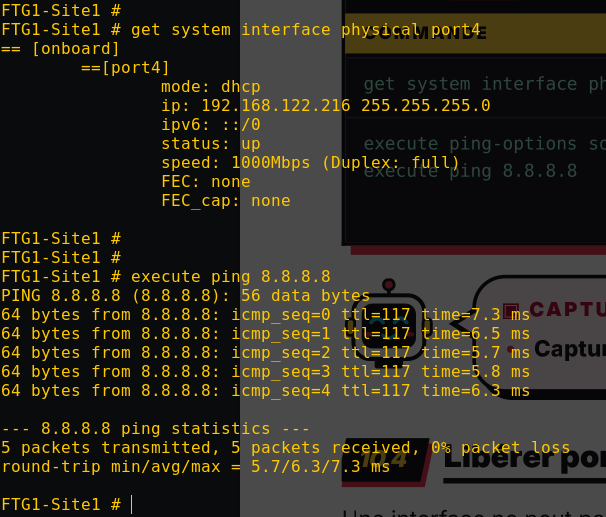 FTG1-Site1 #
FTG1-Site1 # get system interface physical port4
== [onboard]
==[port4]
mode: dhcp
ip: 192.168.122.216 255.255.255.0
ipv6: ::/0
status: up
speed: 1000Mbps (Duplex: full)
FEC: none
FEC_cap: none
FTG1-Site1 #
FTG1-Site1 #
FTG1-Site1 # execute ping 8.8.8.8
PING 8.8.8.8 (8.8.8.8): 56 data bytes
64 bytes from 8.8.8.8: icmp_seq=0 ttl=117 time=7.3 ms
64 bytes from 8.8.8.8: icmp_seq=1 ttl=117 time=6.5 ms
64 bytes from 8.8.8.8: icmp_seq=2 ttl=117 time=5.7 ms
64 bytes from 8.8.8.8: icmp_seq=3 ttl=117 time=5.8 ms
64 bytes from 8.8.8.8: icmp_seq=4 ttl=117 time=6.3 ms
--- 8.8.8.8 ping statistics ---
5 packets transmitted, 5 packets received, 0% packet loss
round-trip min/avg/max = 5.7/6.3/7.3 ms
FTG1-Site1 #
COMMANDE
get system interface ph
execute ping-options so
execute ping 8.8.8.8
CAPTU
Captur
10.4
Libérer por